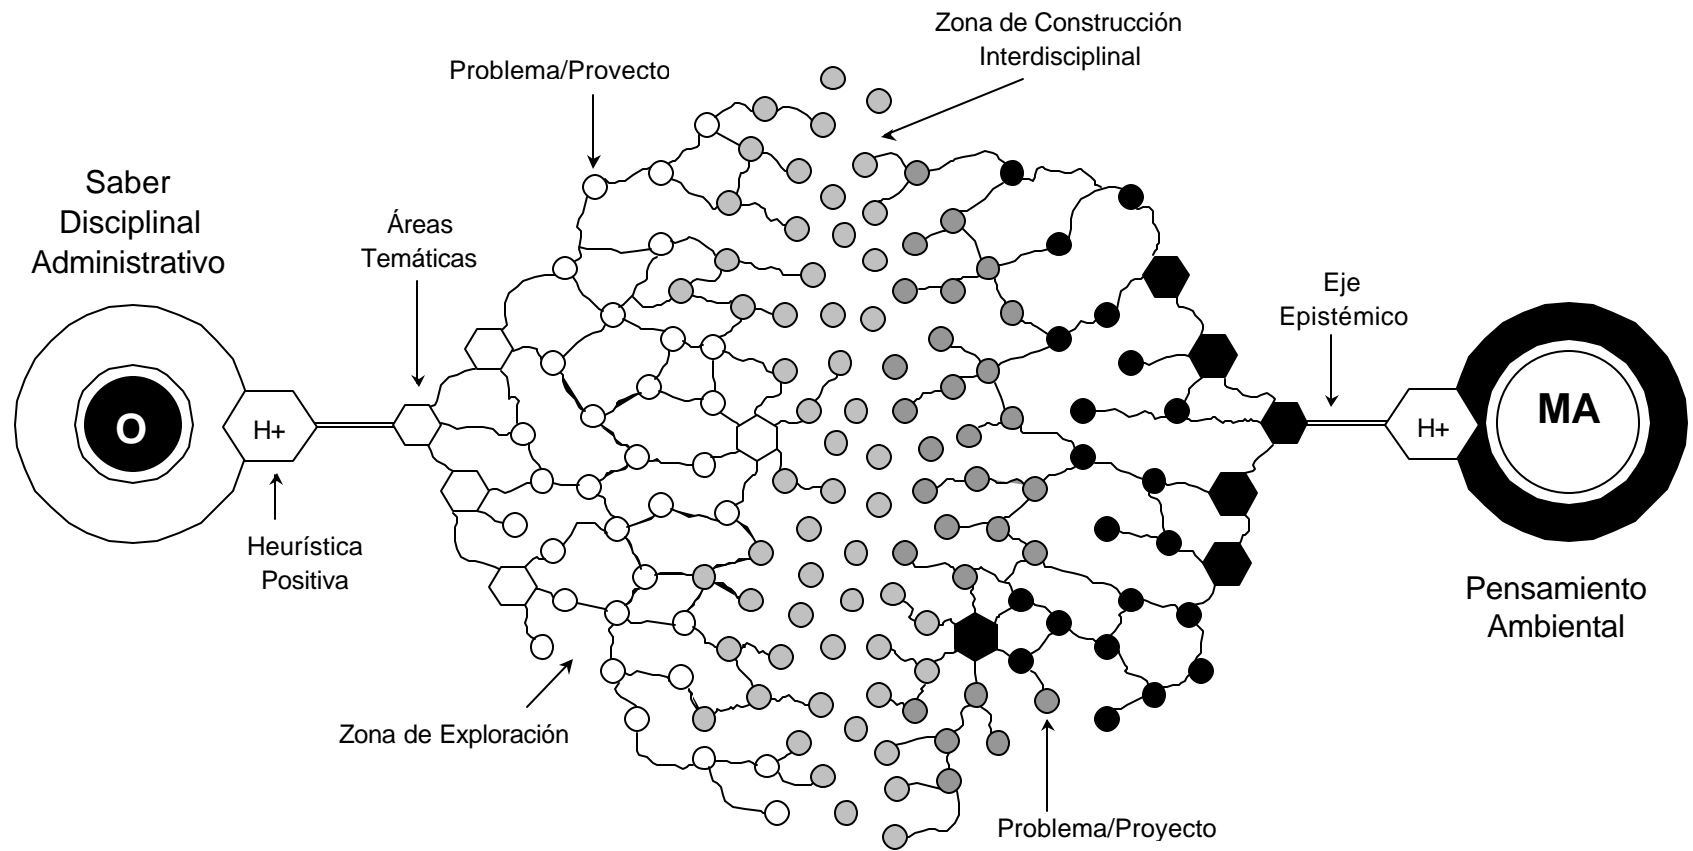 Zona de Construcción
Interdisciplinal
Problema/Provecto
Saber
Disciplinal
Administrativo
Áreas
Temáticas
Eje
Epistémico
O
H+
H+
MA
Heurística
Positiva
Pensamiento
Ambiental
Zona de Exploración
Problema/Proyecto